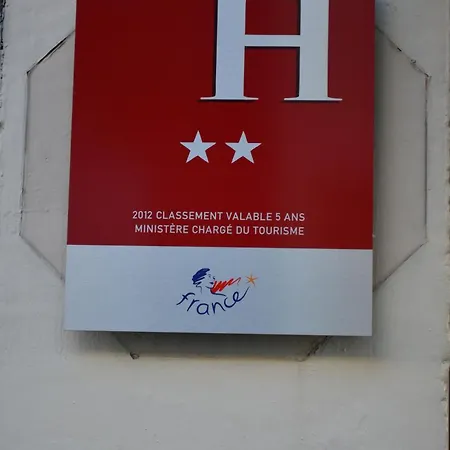 H
2012 CLASSEMENT VALABLE 5 ANS
MINISTÈRE CHARGÉ DU TOURISME
france